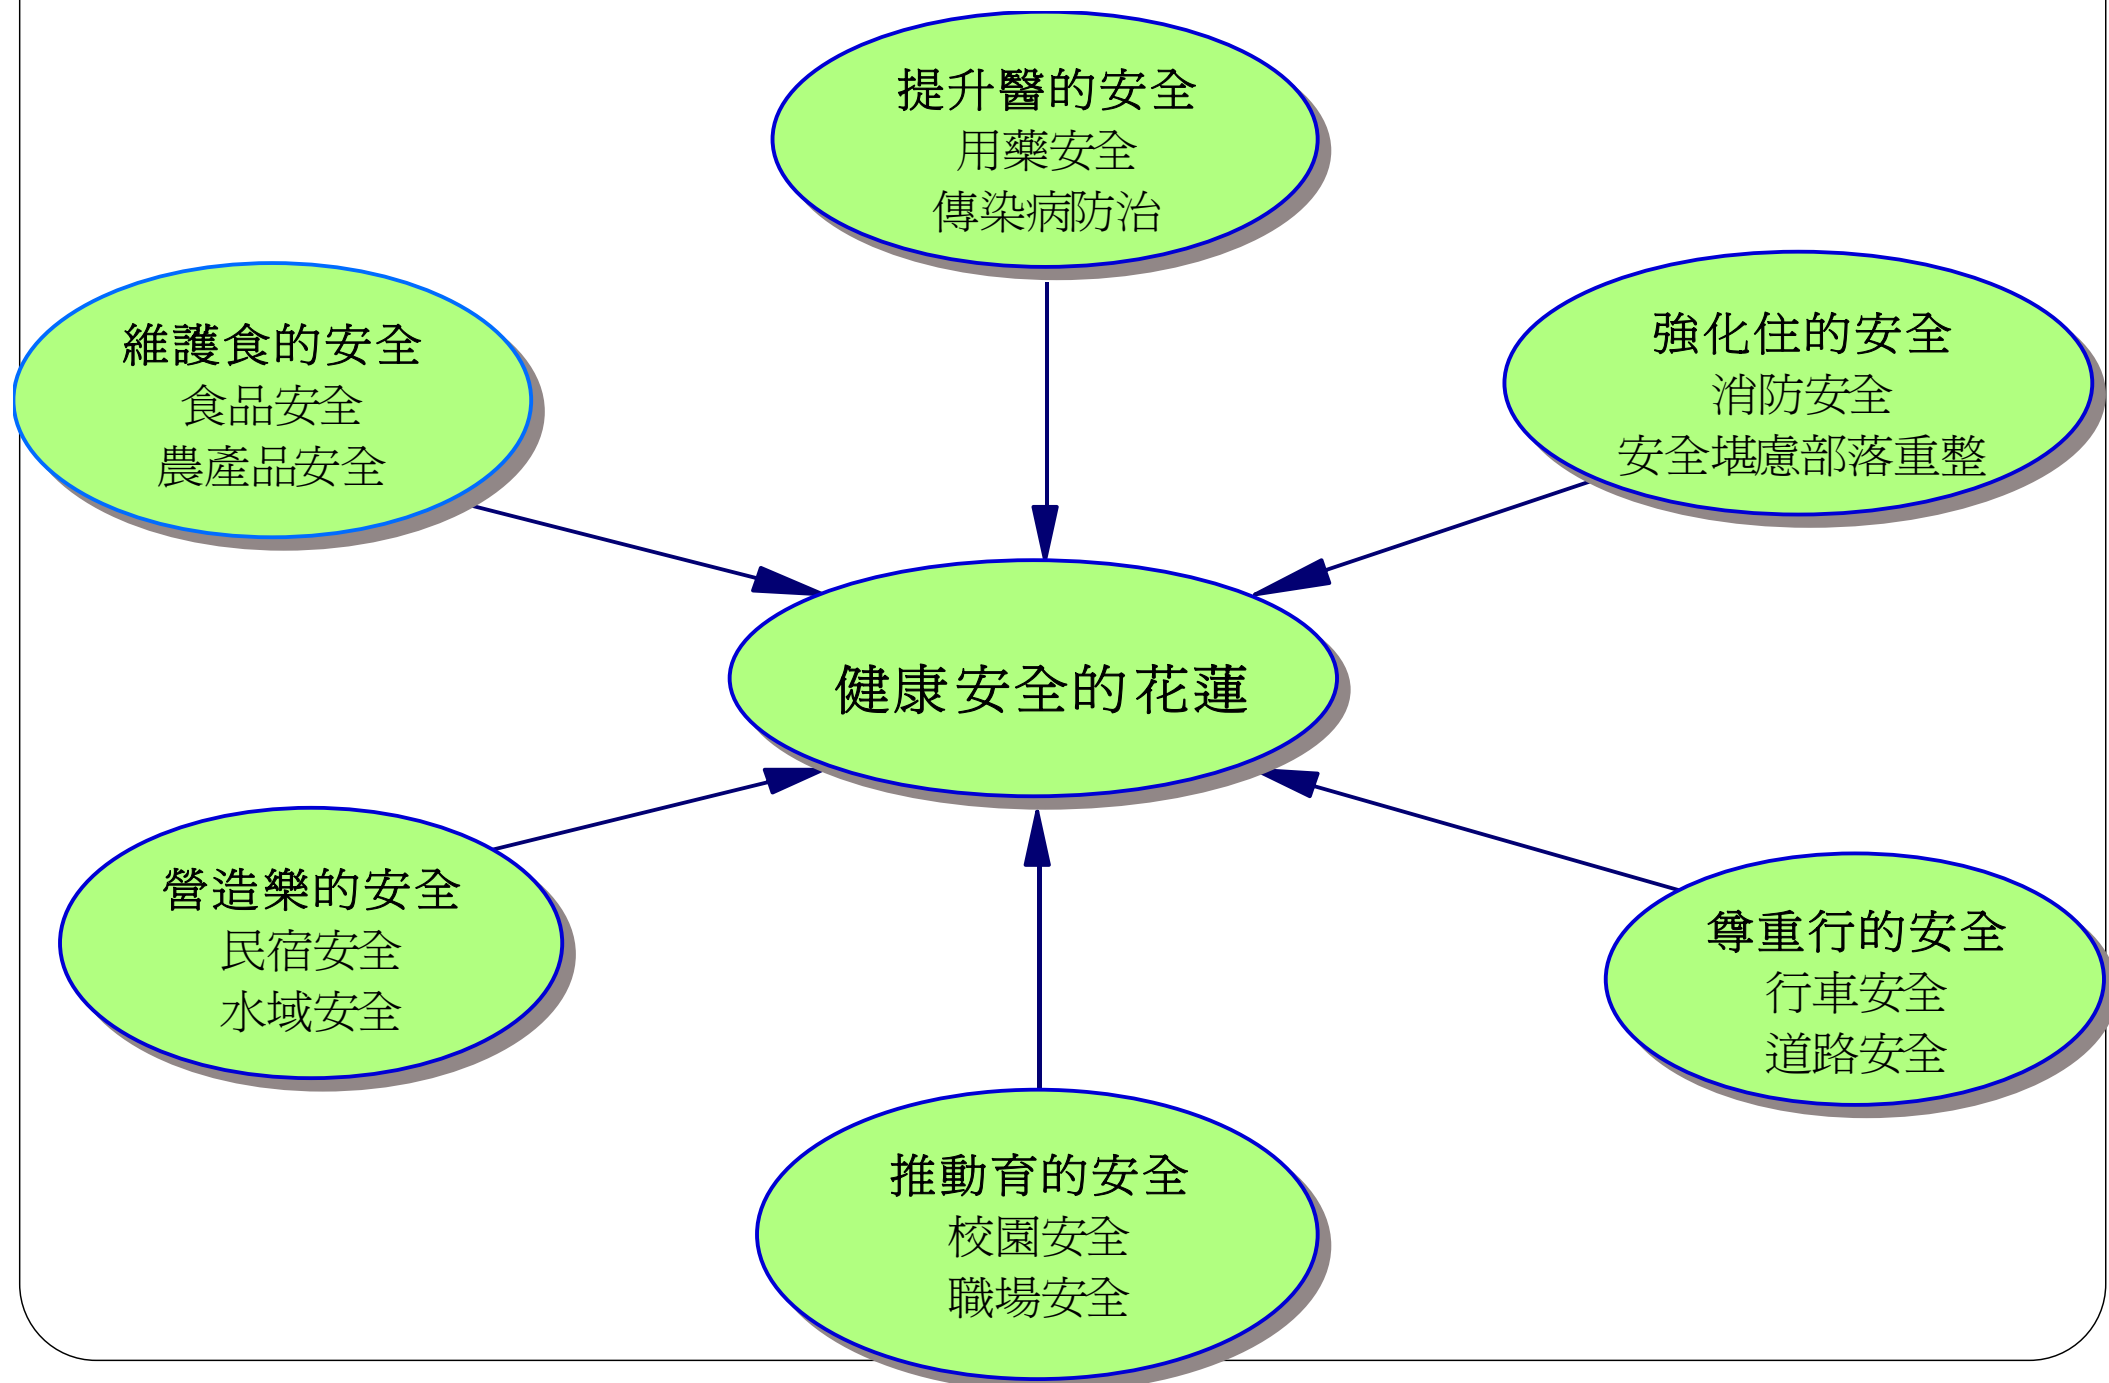 提升醫的安全
用藥安全
傳染病防治
維護食的安全
食品安全
農產品安全
強化住的安全
消防安全
安全堪慮部落重整
健康安全的花蓮
營造樂的安全
民宿安全
水域安全
尊重行的安全
行車安全
道路安全
推動育的安全
校園安全
職場安全